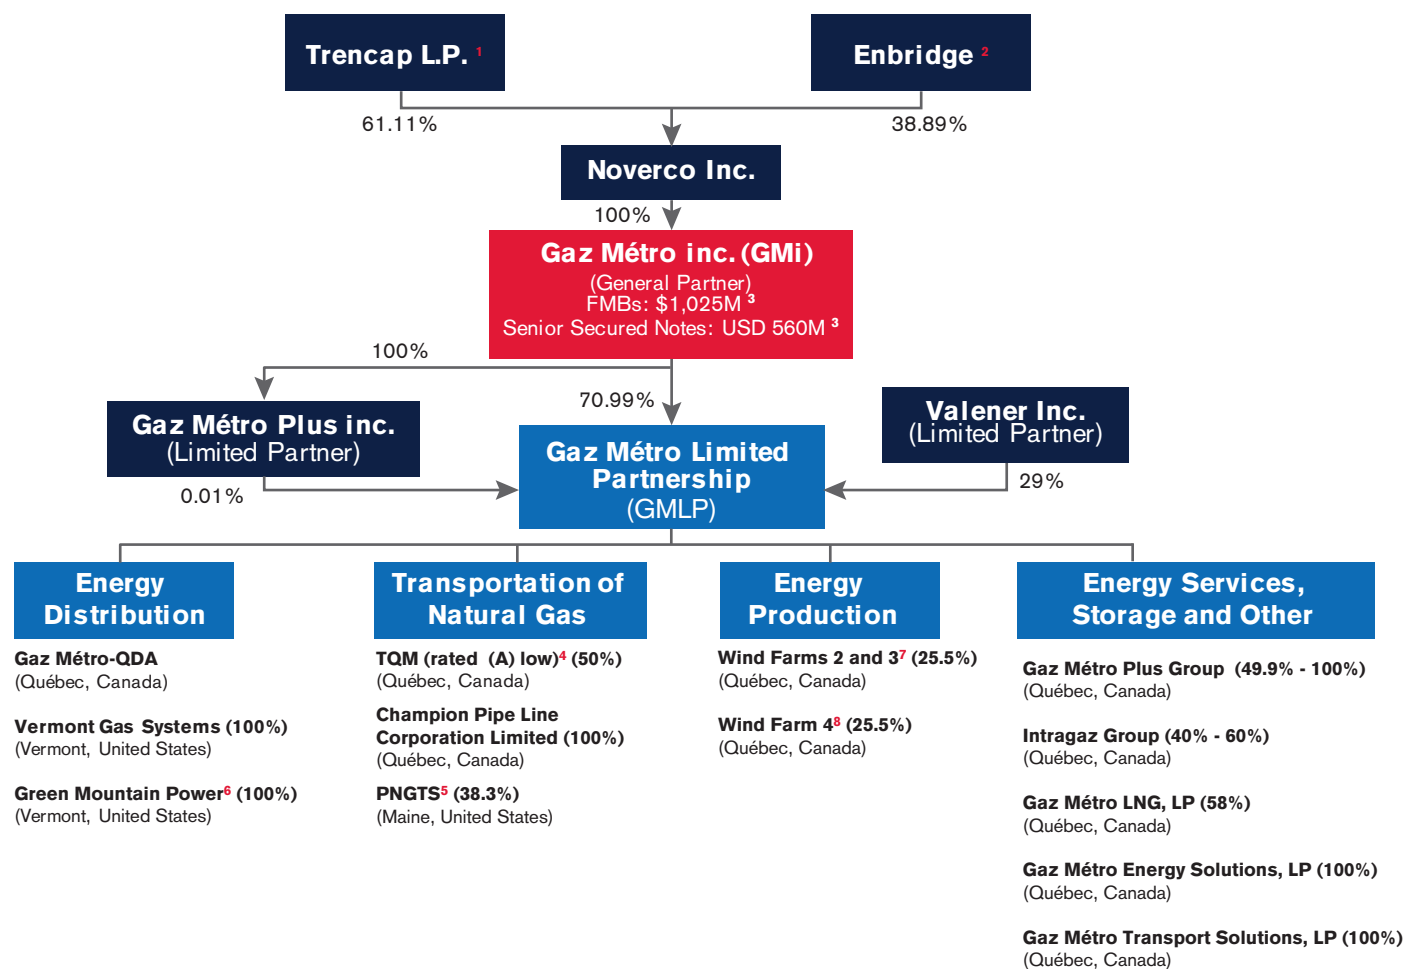 Trencap L.P. 1
Enbridge 2
61.11%
38.89%
Noverco Inc.
100%
Gaz Métro inc. (GMi)
(General Partner)
FMBs: $1,025M 3
Senior Secured Notes: USD 560M 3
100%
70.99%
Gaz Métro Plus inc.
(Limited Partner)
Valener Inc.
(Limited Partner)
Gaz Métro Limited
Partnership
(GMLP)
0.01%
29%
Energy
Distribution
Gaz Métro-QDA
(Québec, Canada)
Vermont Gas Systems (100%)
(Vermont, United States)
Green Mountain Power6 (100%)
(Vermont, United States)
Transportation of
Natural Gas
TQM (rated (A) low)4 (50%)
(Québec, Canada)
Champion Pipe Line
Corporation Limited (100%)
(Québec, Canada)
PNGTS5 (38.3%)
(Maine, United States)
Energy
Production
Wind Farms 2 and 37 (25.5%)
(Québec, Canada)
Wind Farm 48 (25.5%)
(Québec, Canada)
Energy Services,
Storage and Other
Gaz Métro Plus Group (49.9% - 100%)
(Québec, Canada)
Intragaz Group (40% - 60%)
(Québec, Canada)
Gaz Métro LNG, LP (58%)
(Québec, Canada)
Gaz Métro Energy Solutions, LP (100%)
(Québec, Canada)
Gaz Métro Transport Solutions, LP (100%)
(Québec, Canada)